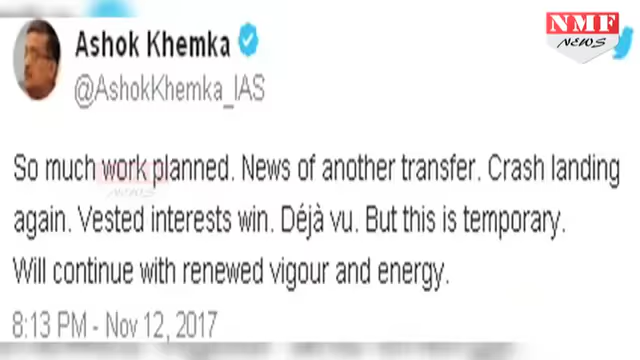 NMF
NEWS
Ashok Khemka
@AshokKhemka_IAS
So much work planned. News of another transfer. Crash landing
again. Vested interests win. Déjà vu. But this is temporary.
Will continue with renewed vigour and energy.
NMF
NEWS
8:13 PM - Nov 12, 2017